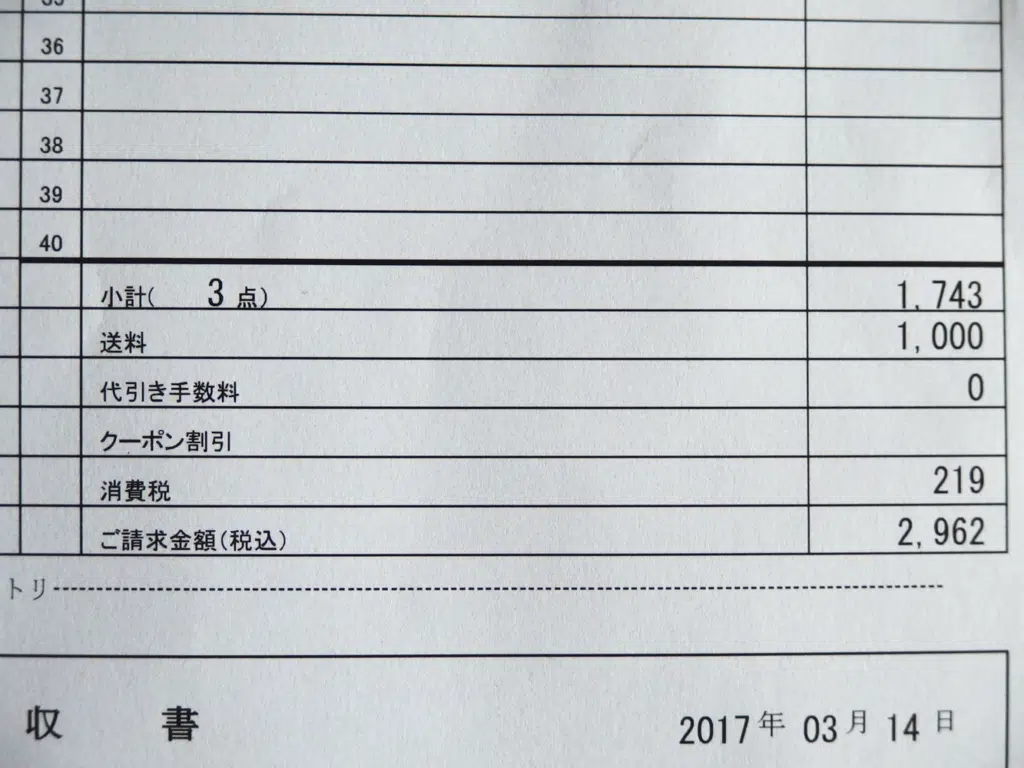 36
37
38
39
40
小計( 3 点) 1,743
送料 1,000
代引き手数料 0
クーポン割引
消費税 219
ご請求金額(税込) 2,962
トリ
収 書 2017年 03月 14日